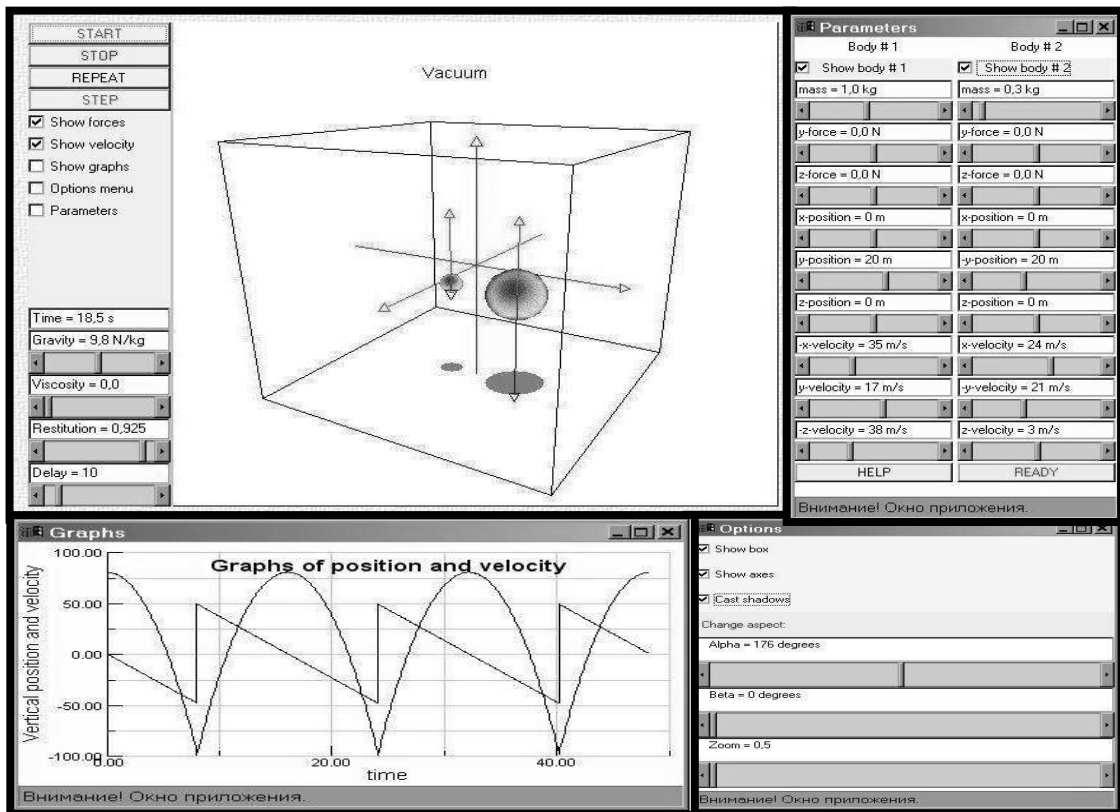 START
STOP
REPEAT
STEP
Show forces
Show velocity
Show graphs
Options menu
Parameters
Time = 18,5 s
Gravity = 9,8 N/kg
Viscosity = 0,0
Restitution = 0,925
Delay = 10
Vacuum
Parameters
Body # 1 Body # 2
Show body # 1 Show body # 2
mass = 1,0 kg mass = 0,3 kg
y-force = 0,0 N y-force = 0,0 N
z-force = 0,0 N z-force = 0,0 N
x-position = 0 m x-position = 0 m
y-position = 20 m -y-position = 20 m
z-position = 0 m z-position = 0 m
-x-velocity = 35 m/s x-velocity = 24 m/s
y-velocity = 17 m/s -y-velocity = 21 m/s
-z-velocity = 38 m/s z-velocity = 3 m/s
HELP READY
Внимание! Окно приложения.
Graphs
Graphs of position and velocity
Vertical position and velocity
100.00
50.00
0.00
-50.00
-100.00
0.00 20.00 40.00
time
Внимание! Окно приложения.
Options
Show box
Show axes
Cast shadows
Change aspect:
Alpha = 176 degrees
Beta = 0 degrees
Zoom = 0,5
Внимание! Окно приложения.